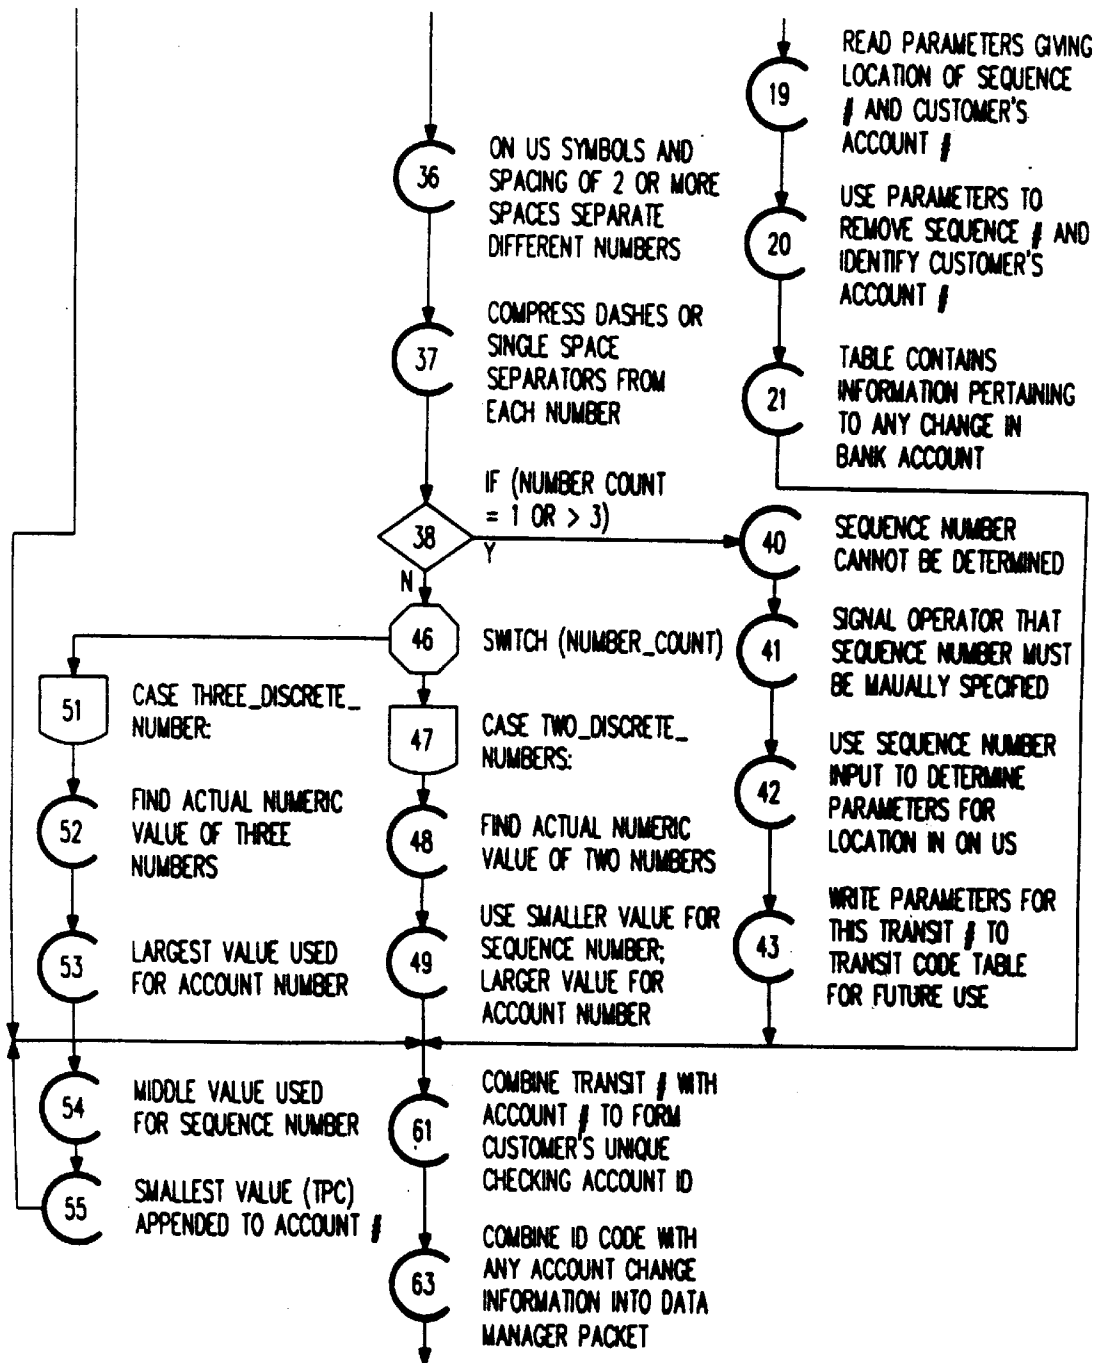 19
READ PARAMETERS GIVING
LOCATION OF SEQUENCE
# AND CUSTOMER'S
ACCOUNT #
36
ON US SYMBOLS AND
SPACING OF 2 OR MORE
SPACES SEPARATE
DIFFERENT NUMBERS
20
USE PARAMETERS TO
REMOVE SEQUENCE # AND
IDENTIFY CUSTOMER'S
ACCOUNT #
37
COMPRESS DASHES OR
SINGLE SPACE
SEPARATORS FROM
EACH NUMBER
21
TABLE CONTAINS
INFORMATION PERTAINING
TO ANY CHANGE IN
BANK ACCOUNT
38
IF (NUMBER COUNT
= 1 OR > 3)
Y
N
40
SEQUENCE NUMBER
CANNOT BE DETERMINED
46
SWITCH (NUMBER_COUNT)
41
SIGNAL OPERATOR THAT
SEQUENCE NUMBER MUST
BE MAUALLY SPECIFIED
51
CASE THREE_DISCRETE_
NUMBER:
47
CASE TWO_DISCRETE_
NUMBERS:
42
USE SEQUENCE NUMBER
INPUT TO DETERMINE
PARAMETERS FOR
LOCATION IN ON US
52
FIND ACTUAL NUMERIC
VALUE OF THREE
NUMBERS
48
FIND ACTUAL NUMERIC
VALUE OF TWO NUMBERS
43
WRITE PARAMETERS FOR
THIS TRANSIT # TO
TRANSIT CODE TABLE
FOR FUTURE USE
53
LARGEST VALUE USED
FOR ACCOUNT NUMBER
49
USE SMALLER VALUE FOR
SEQUENCE NUMBER;
LARGER VALUE FOR
ACCOUNT NUMBER
54
MIDDLE VALUE USED
FOR SEQUENCE NUMBER
61
COMBINE TRANSIT # WITH
ACCOUNT # TO FORM
CUSTOMER'S UNIQUE
CHECKING ACCOUNT ID
55
SMALLEST VALUE (TPC)
APPENDED TO ACCOUNT #
63
COMBINE ID CODE WITH
ANY ACCOUNT CHANGE
INFORMATION INTO DATA
MANAGER PACKET